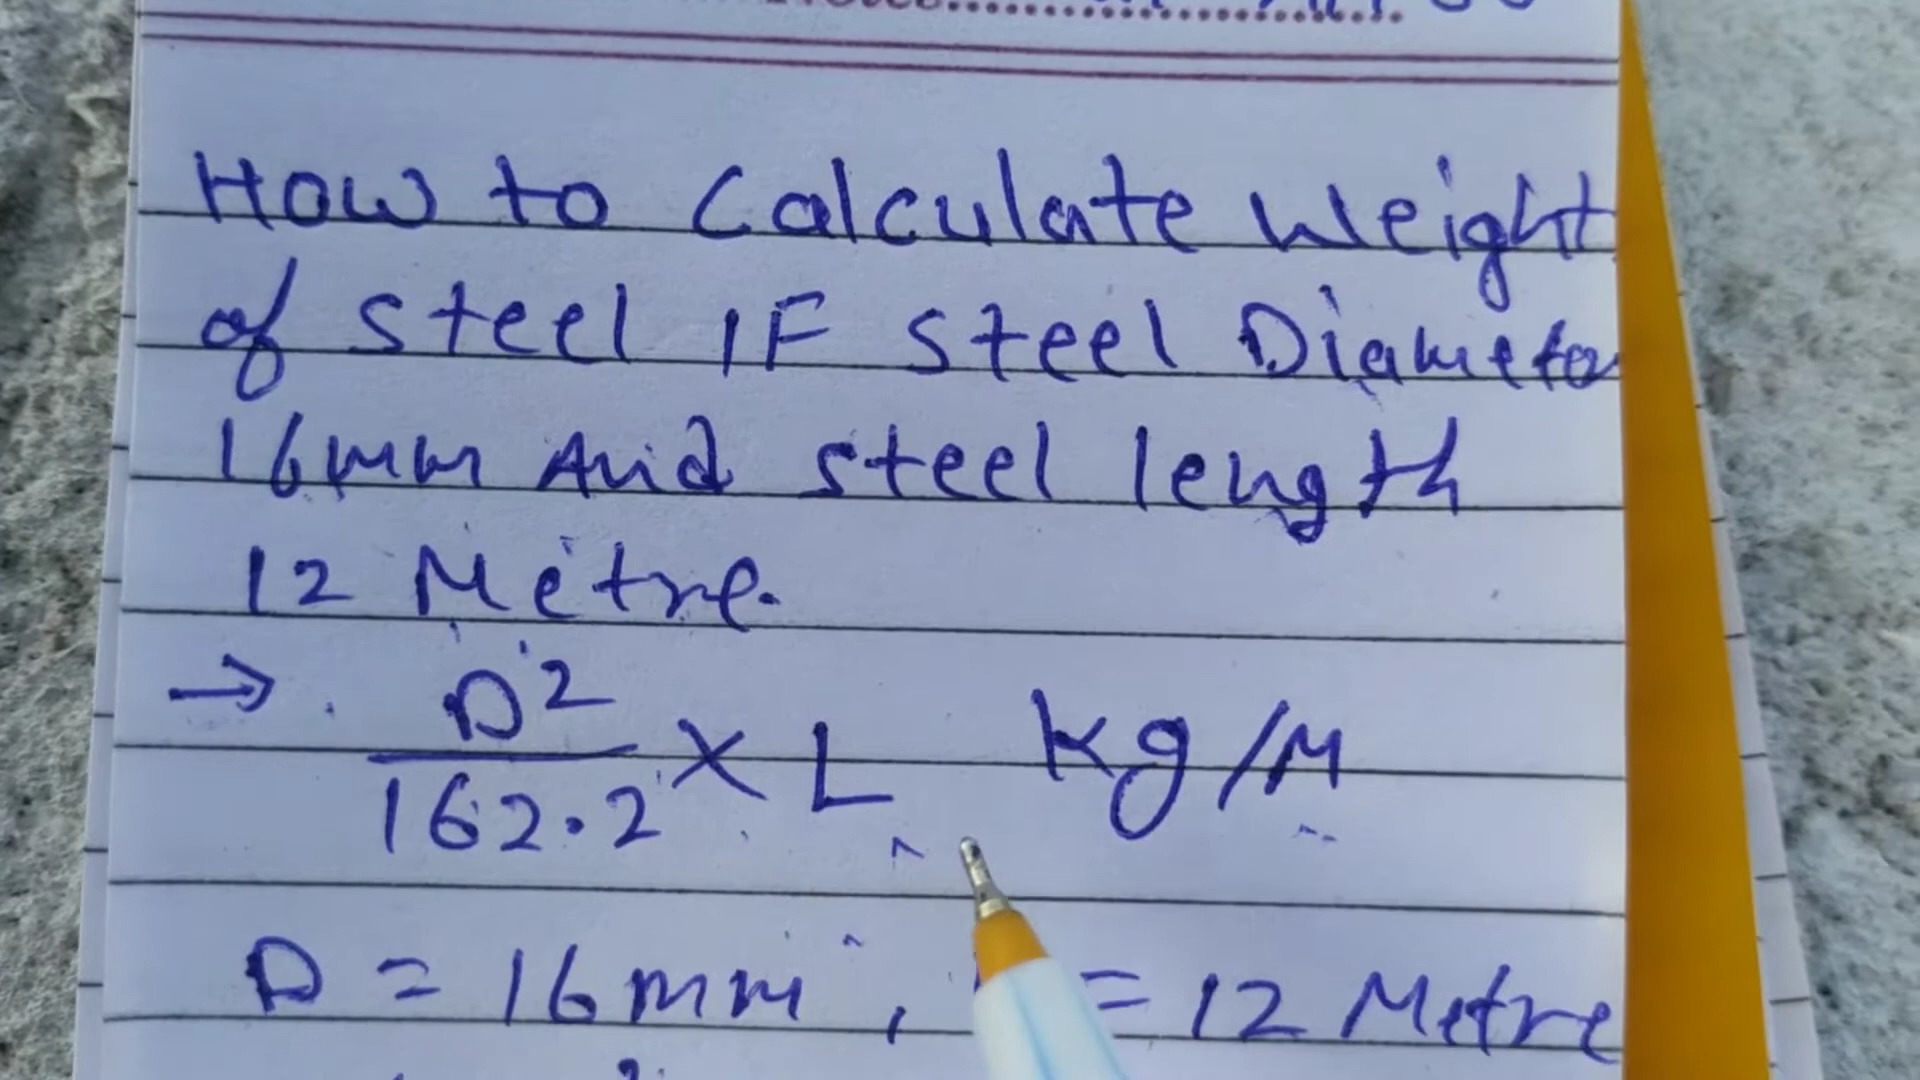 How to Calculate Weight
of steel IF steel Diameter
16mm And steel length
12 Metre.
→ D²/162.2 × L kg/M
D = 16mm, = 12 Metre